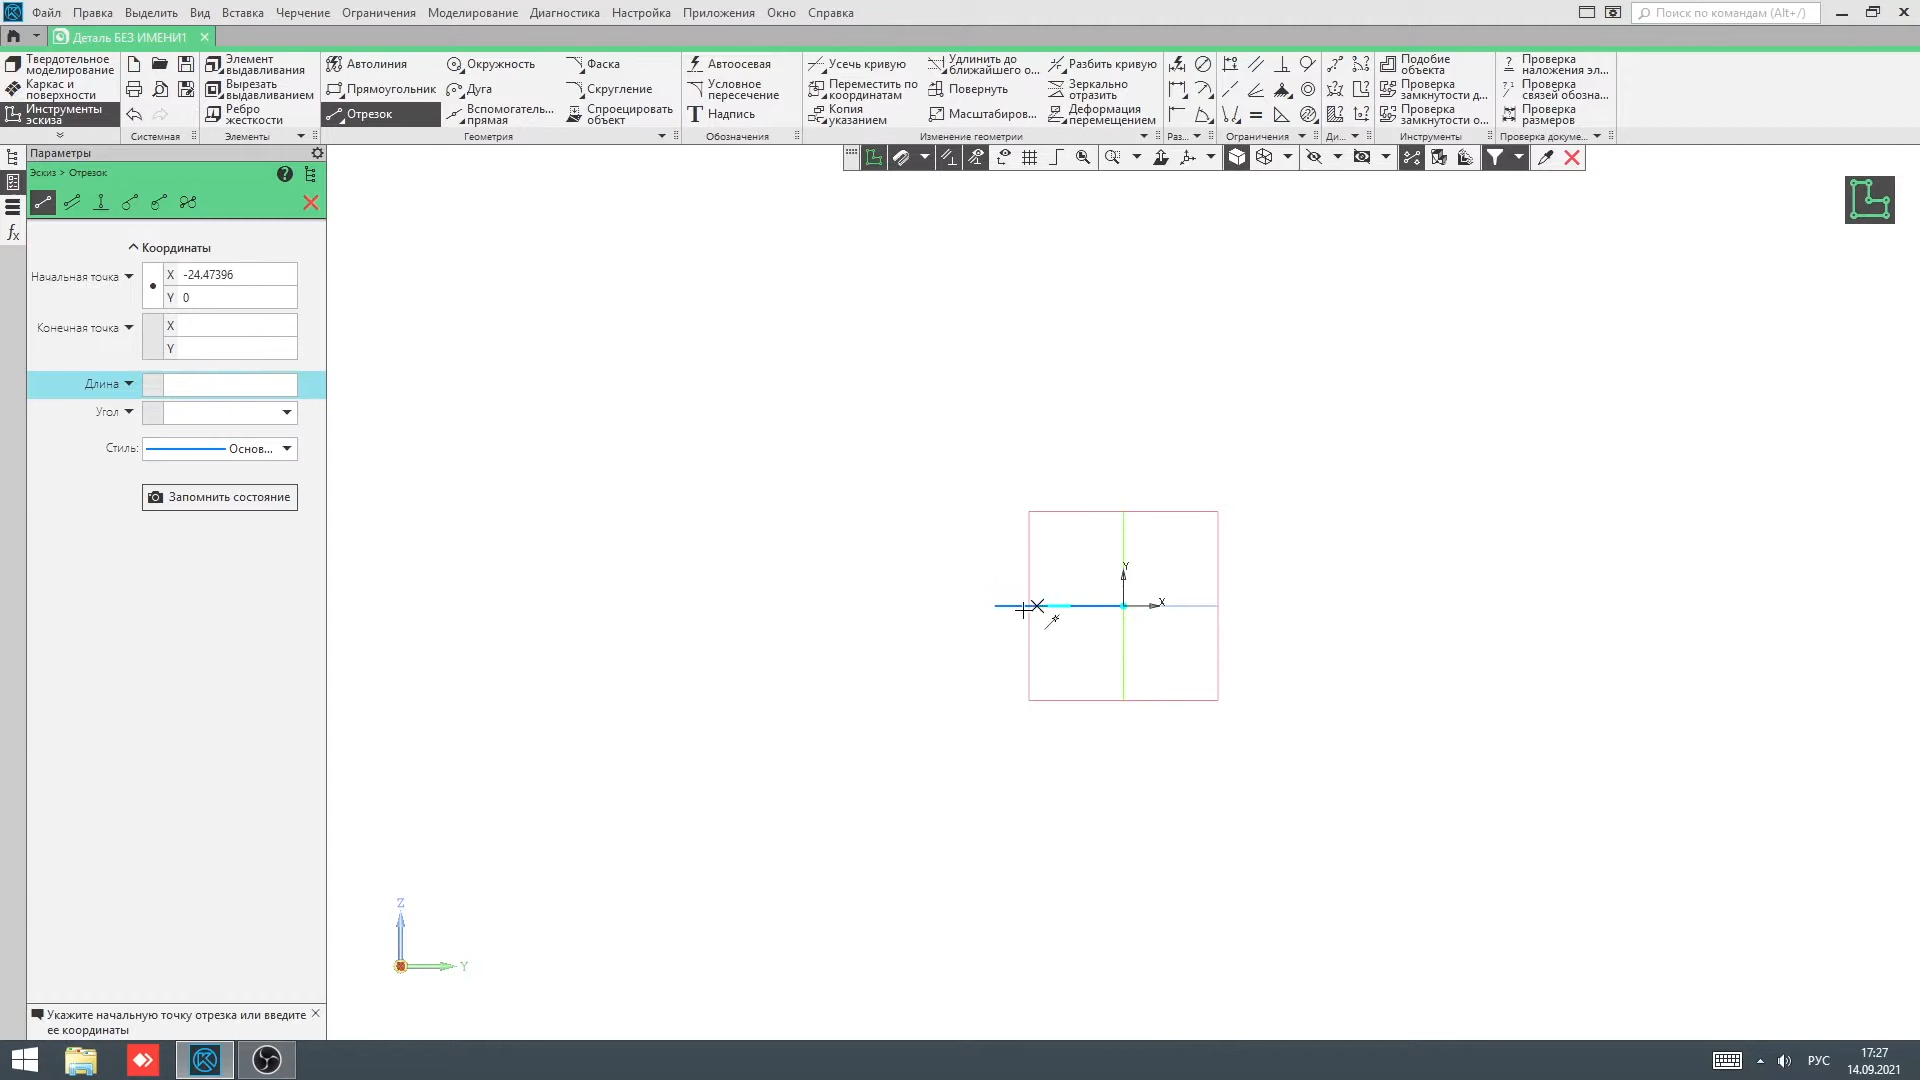 Файл Правка Выделить Вид Вставка Черчение Ограничения Моделирование Диагностика Настройка Приложения Окно Справка
Поиск по командам (Alt+/)
Деталь БЕЗ ИМЕНИ1
Твердотельное
моделирование
Каркас и
поверхности
Инструменты
эскиза
Системная
Элемент
выдавливания
Вырезать
выдавливанием
Ребро
жесткости
Элементы
Автолиния
Прямоугольник
Отрезок
Окружность
Дуга
Вспомогатель...
прямая
Фаска
Скругление
Спроецировать
объект
Геометрия
Автоосевая
Условное
пересечение
Надпись
Обозначения
Усечь кривую
Переместить по
координатам
Копия
указанием
Удлинить до
ближайшего о...
Повернуть
Масштабиров...
Разбить кривую
Зеркально
отразить
Деформация
перемещением
Изменение геометрии
Раз...
Ограничения
Ди...
Подобие
объекта
Проверка
замкнутости д...
Проверка
замкнутости о...
Инструменты
Проверка
наложения эл...
Проверка
связей обозна...
Проверка
размеров
Проверка докуме...
Параметры
Эскиз > Отрезок
Координаты
Начальная точка
X -24.47396
Y 0
Конечная точка
X
Y
Длина
Угол
Стиль: Основ...
Запомнить состояние
Y
X
Z
Y
Укажите начальную точку отрезка или введите
ее координаты
РУС
17:27
14.09.2021